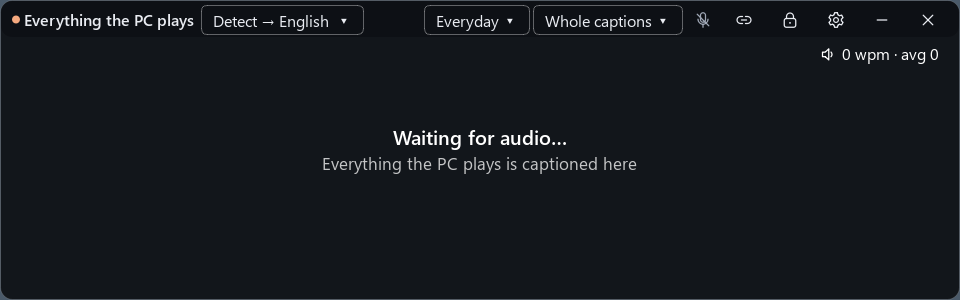 Everything the PC plays
Detect → English ▾
Everyday ▾
Whole captions ▾
0 wpm · avg 0
Waiting for audio...
Everything the PC plays is captioned here